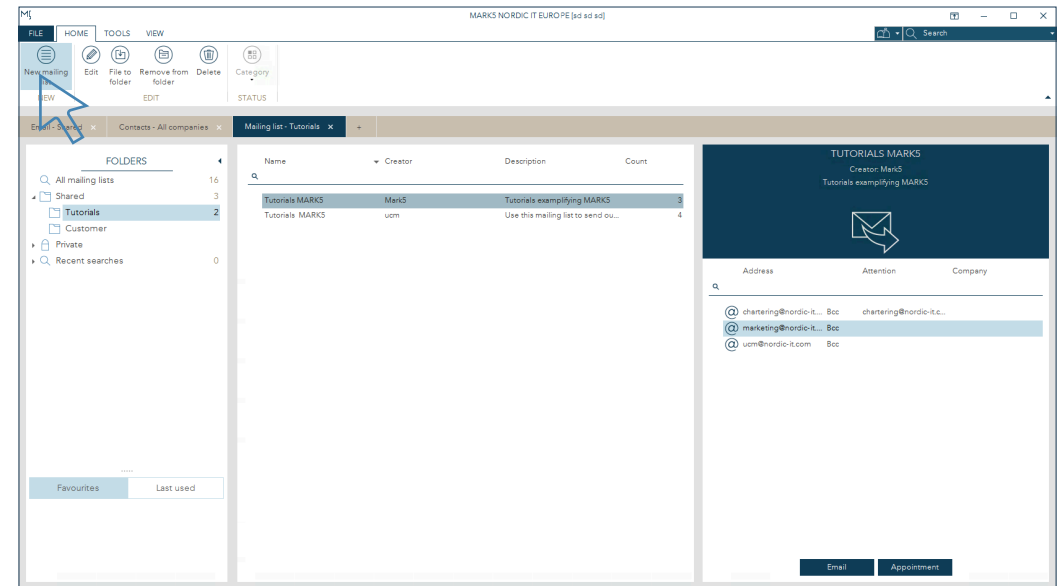 M5 MARK5 NORDIC IT EUROPE [sd sd sd]
FILE HOME TOOLS VIEW Search
New mailing Edit File to Remove from Delete Category
folder folder
NEW EDIT STATUS
Email - Shared × Contacts - All companies × Mailing list - Tutorials × +
FOLDERS
All mailing lists 16
Shared 3
Tutorials 2
Customer
Private
Recent searches 0
Favourites Last used
Name Creator Description Count
Tutorials MARK5 Mark5 Tutorials examplifying MARK5 3
Tutorials MARK5 ucm Use this mailing list to send ou... 4
TUTORIALS MARK5
Creator: Mark5
Tutorials examplifying MARK5
Address Attention Company
@ chartering@nordic-it.... Bcc chartering@nordic-it.c...
@ marketing@nordic-it.... Bcc
@ ucm@nordic-it.com Bcc
Email Appointment